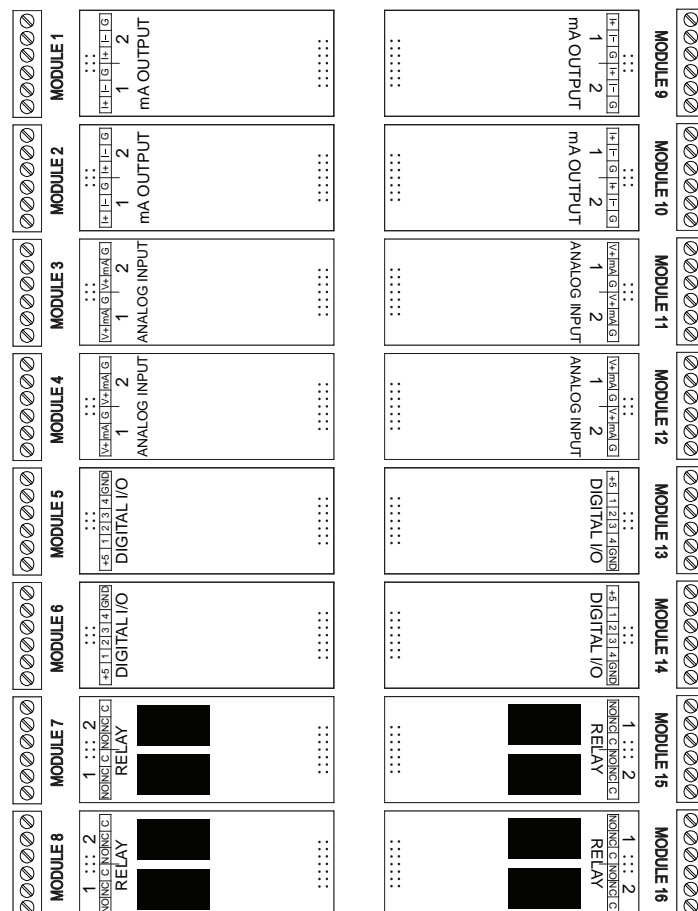 MODULE 1
I+ I– G I+ I– G
1 2
mA OUTPUT
MODULE 2
I+ I– G I+ I– G
1 2
mA OUTPUT
MODULE 3
V+ mA G V+ mA G
1 2
ANALOG INPUT
MODULE 4
V+ mA G V+ mA G
1 2
ANALOG INPUT
MODULE 5
+5 1 2 3 4 GND
DIGITAL I/O
MODULE 6
+5 1 2 3 4 GND
DIGITAL I/O
MODULE 7
1 2
NO NC C NO NC C
RELAY
MODULE 8
1 2
NO NC C NO NC C
RELAY
MODULE 9
I+ I– G I+ I– G
1 2
mA OUTPUT
MODULE 10
I+ I– G I+ I– G
1 2
mA OUTPUT
MODULE 11
V+ mA G V+ mA G
1 2
ANALOG INPUT
MODULE 12
V+ mA G V+ mA G
1 2
ANALOG INPUT
MODULE 13
+5 1 2 3 4 GND
DIGITAL I/O
MODULE 14
+5 1 2 3 4 GND
DIGITAL I/O
MODULE 15
1 2
NO NC C NO NC C
RELAY
MODULE 16
1 2
NO NC C NO NC C
RELAY